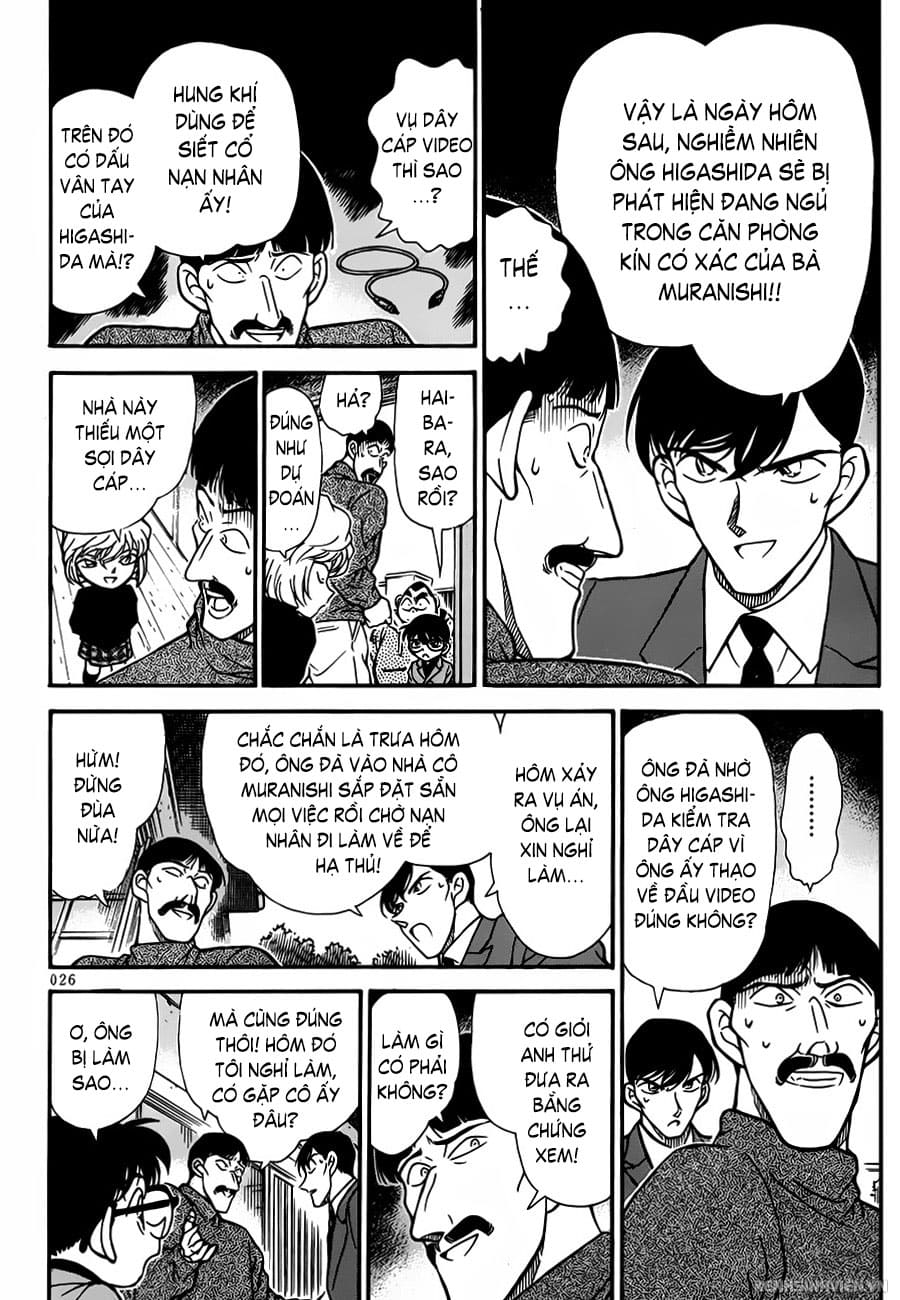 VẬY LÀ NGÀY HÔM
SAU, NGHIỄM NHIÊN
ÔNG HIGASHIDA SẼ BỊ
PHÁT HIỆN ĐANG NGỦ
TRONG CĂN PHÒNG
KÍN CÓ XÁC CỦA BÀ
MURANISHI!!
THẾ
...
VỤ DÂY
CÁP VIDEO
THÌ SAO
...?
HUNG KHÍ
DÙNG ĐỂ
SIẾT CỔ
NẠN NHÂN
ẤY!
TRÊN ĐÓ
CÓ DẤU
VÂN TAY
CỦA
HIGASHI-
DA MÀ!?
HAI-
BA-
RA,
SAO
RỒI?
HẢ?
ĐÚNG
NHƯ
DỰ
ĐOÁN
...
NHÀ NÀY
THIẾU MỘT
SỢI DÂY
CÁP...
.........
ÔNG ĐÃ NHỜ
ÔNG HIGASHI-
DA KIỂM TRA
DÂY CÁP VÌ
ÔNG ẤY THẠO
VỀ ĐẦU VIDEO
ĐÚNG KHÔNG?
HÔM XẢY
RA VỤ ÁN,
ÔNG LẠI
XIN NGHỈ
LÀM...
CHẮC CHẮN LÀ TRƯA HÔM
ĐÓ, ÔNG ĐÃ VÀO NHÀ CÔ
MURANISHI SẮP ĐẶT SẴN
MỌI VIỆC RỒI CHỜ NẠN
NHÂN ĐI LÀM VỀ ĐỂ
HẠ THỦ!
HỪM!
ĐỪNG
ĐÙA
NỮA!
026
CÓ GIỎI
ANH THỬ
ĐƯA RA
BẰNG
CHỨNG
XEM!
LÀM GÌ
CÓ PHẢI
KHÔNG?
MÀ CŨNG ĐÚNG
THÔI! HÔM ĐÓ
TÔI NGHỈ LÀM,
CÓ GẶP CÔ ẤY
ĐÂU?
Ơ, ÔNG
BỊ LÀM
SAO...